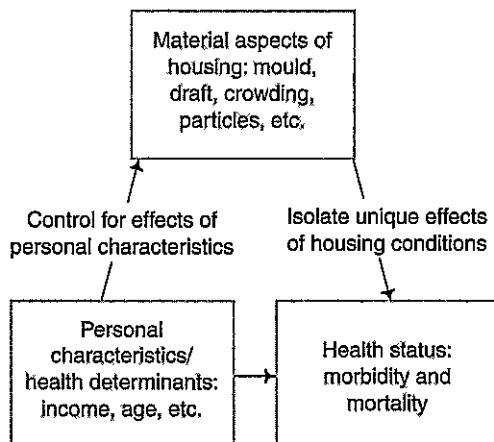 Material aspects of
housing: mould,
draft, crowding,
particles, etc.
Control for effects of
personal characteristics
Isolate unique effects
of housing conditions
Personal
characteristics/
health determinants:
income, age, etc.
Health status:
morbidity and
mortality